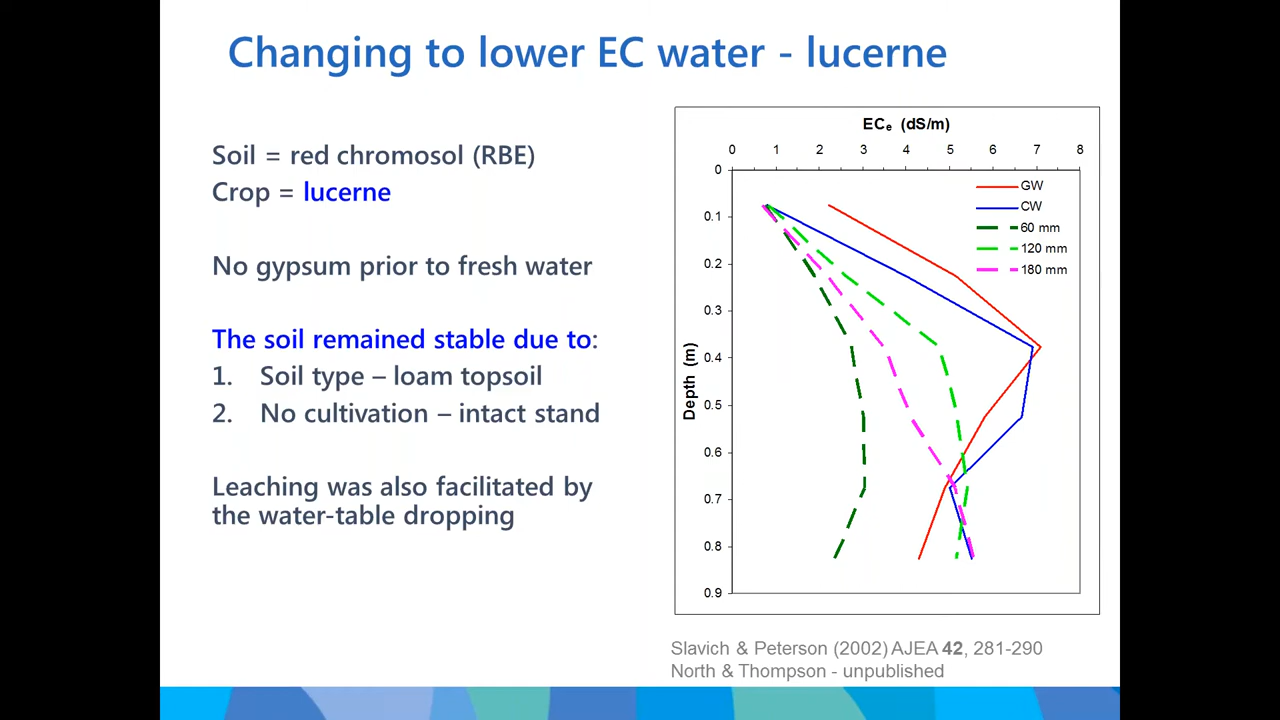 Changing to lower EC water - lucerne
Soil = red chromosol (RBE)
Crop = lucerne
No gypsum prior to fresh water
The soil remained stable due to:
1. Soil type – loam topsoil
2. No cultivation – intact stand
Leaching was also facilitated by
the water-table dropping
ECe (dS/m)
0 1 2 3 4 5 6 7 8
0
0.1
0.2
0.3
0.4
0.5
0.6
0.7
0.8
0.9
Depth (m)
GW
CW
60 mm
120 mm
180 mm
Slavich & Peterson (2002) AJEA 42, 281-290
North & Thompson - unpublished